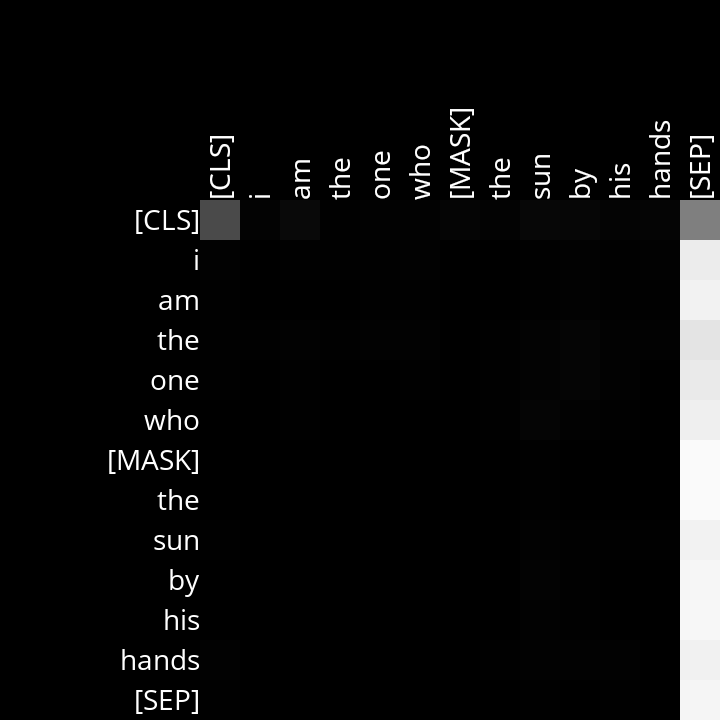 [CLS] i am the one who [MASK] the sun by his hands [SEP]
[CLS]
i
am
the
one
who
[MASK]
the
sun
by
his
hands
[SEP]